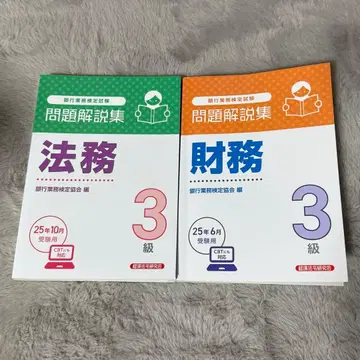 銀行業務検定試験
問題解説集
法務
銀行業務検定協会 編
3
級
25年10月
受験用
CBTにも
対応
経済法令研究会
銀行業務検定試験
問題解説集
財務
銀行業務検定協会 編
3
級
25年6月
受験用
CBTにも
対応
経済法令研究会